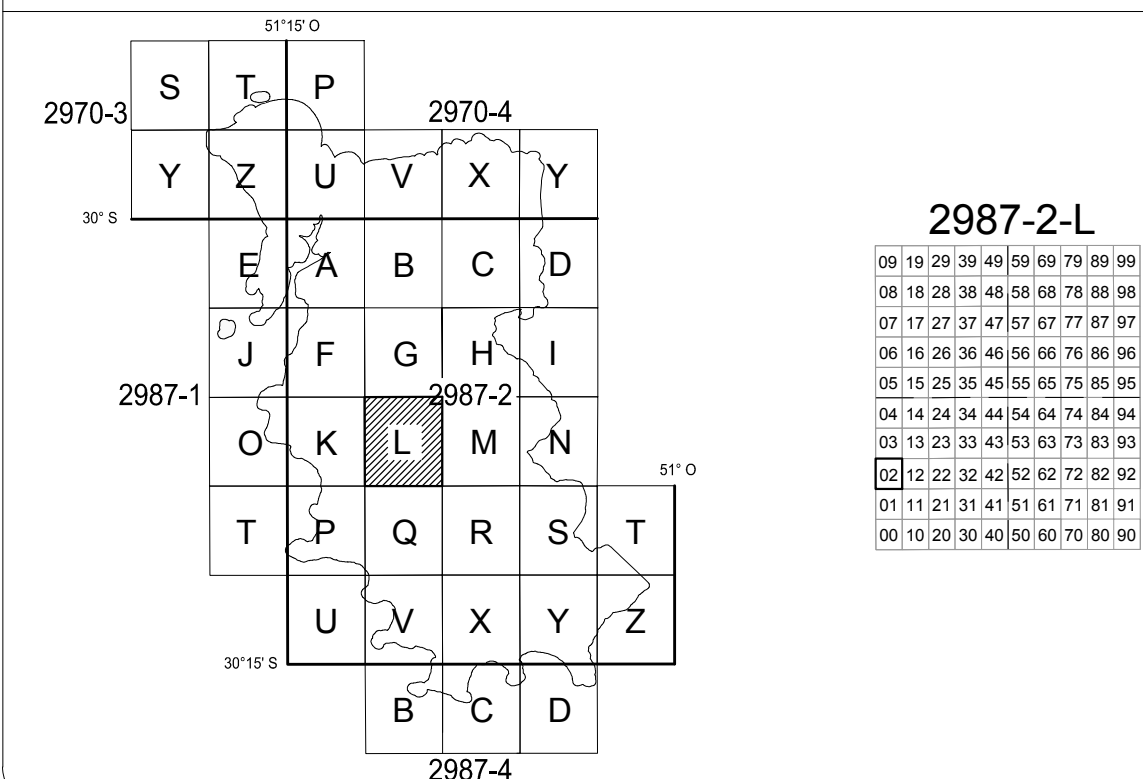 51°15' O
S T P
2970-3 2970-4
Y Z U V X Y
30° S
E A B C D
J F G H I
2987-1 2987-2
O K L M N
51° O
T P Q R S T
U V X Y Z
30°15' S
B C D
2987-4
2987-2-L
09 19 29 39 49 59 69 79 89 99
08 18 28 38 48 58 68 78 88 98
07 17 27 37 47 57 67 77 87 97
06 16 26 36 46 56 66 76 86 96
05 15 25 35 45 55 65 75 85 95
04 14 24 34 44 54 64 74 84 94
03 13 23 33 43 53 63 73 83 93
02 12 22 32 42 52 62 72 82 92
01 11 21 31 41 51 61 71 81 91
00 10 20 30 40 50 60 70 80 90